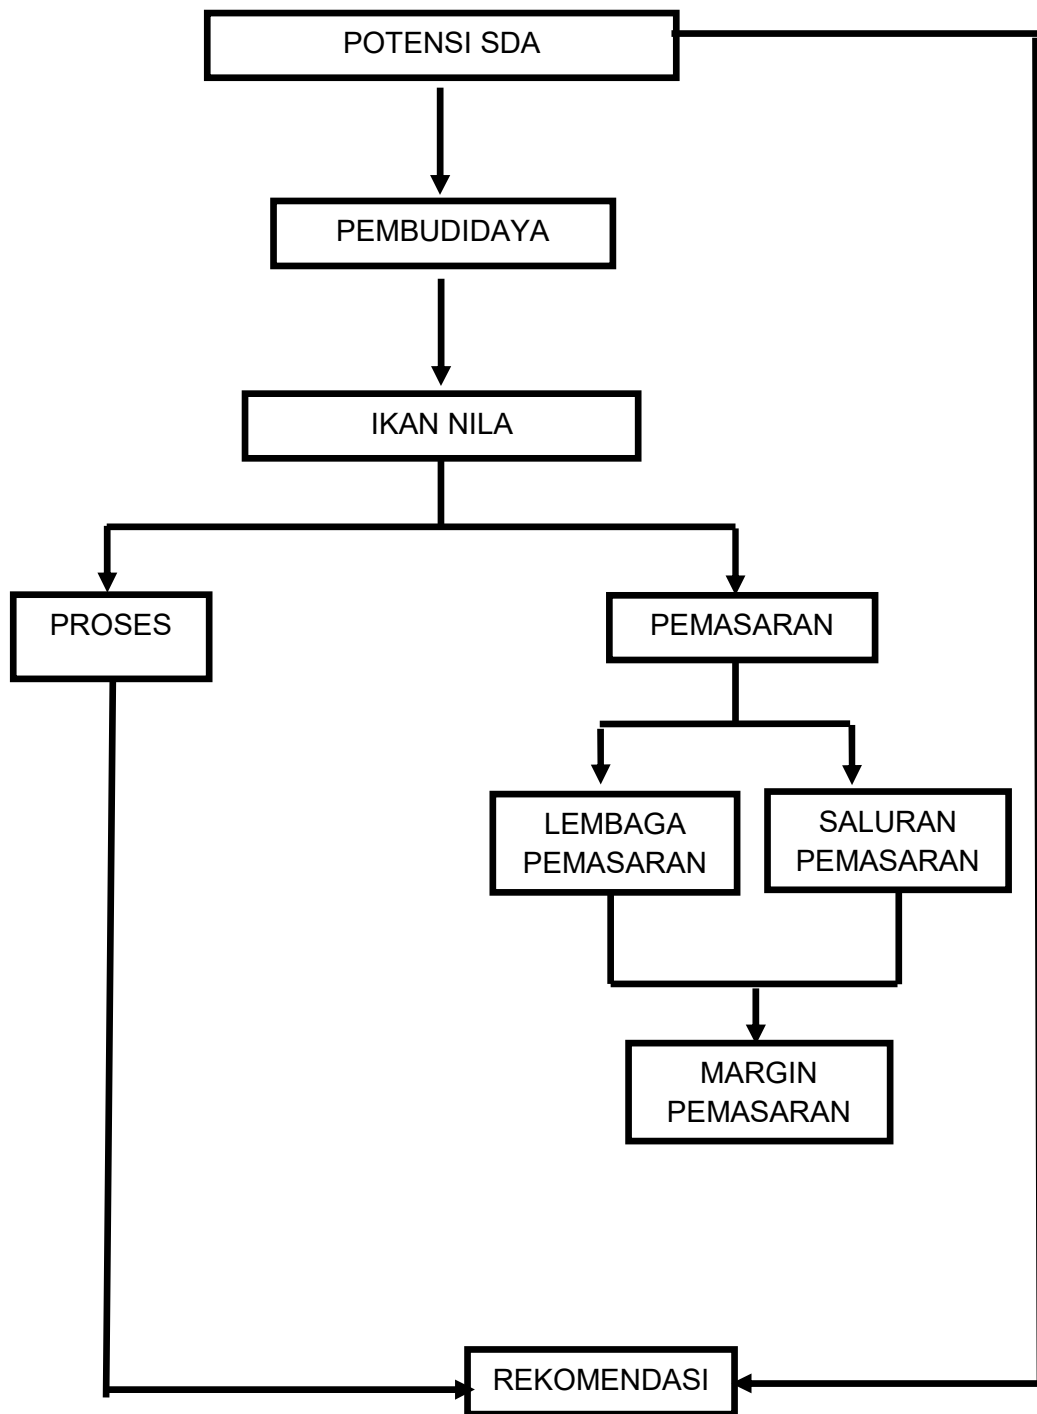 POTENSI SDA
PEMBUDIDAYA
IKAN NILA
PROSES
PEMASARAN
LEMBAGA
PEMASARAN
SALURAN
PEMASARAN
MARGIN
PEMASARAN
REKOMENDASI